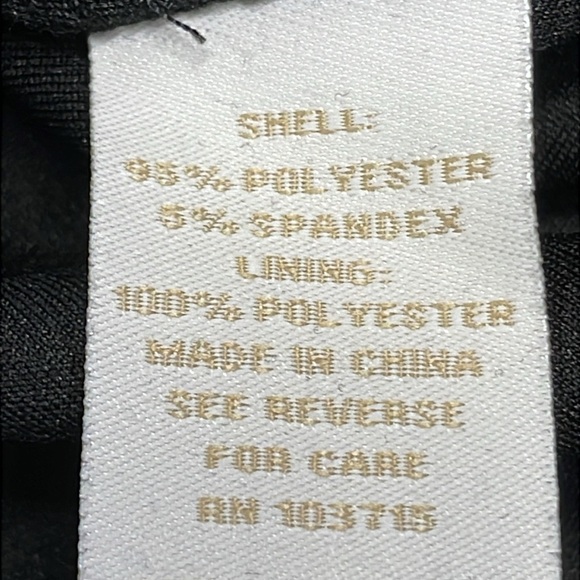 SHELL:
95% POLYESTER
5% SPANDEX
LINING:
100% POLYESTER
MADE IN CHINA
SEE REVERSE
FOR CARE
RN 103715